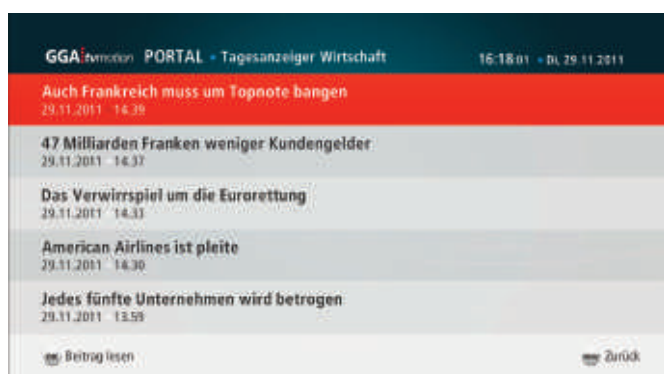 GGA tvmotion PORTAL • Tagesanzeiger Wirtschaft 16:18:01 • Di, 29.11.2011
Auch Frankreich muss um Topnote bangen
29.11.2011 14.39
47 Milliarden Franken weniger Kundengelder
29.11.2011 14.37
Das Verwirrspiel um die Eurorettung
29.11.2011 14.33
American Airlines ist pleite
29.11.2011 14.30
Jedes fünfte Unternehmen wird betrogen
29.11.2011 13.59
Beitrag lesen Zurück